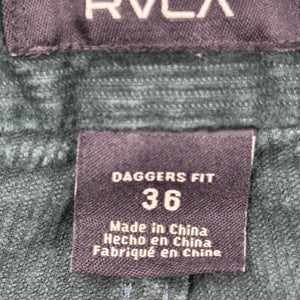 RVCA
DAGGERS FIT
36
Made in China
Hecho en China
Fabriqué en Chine